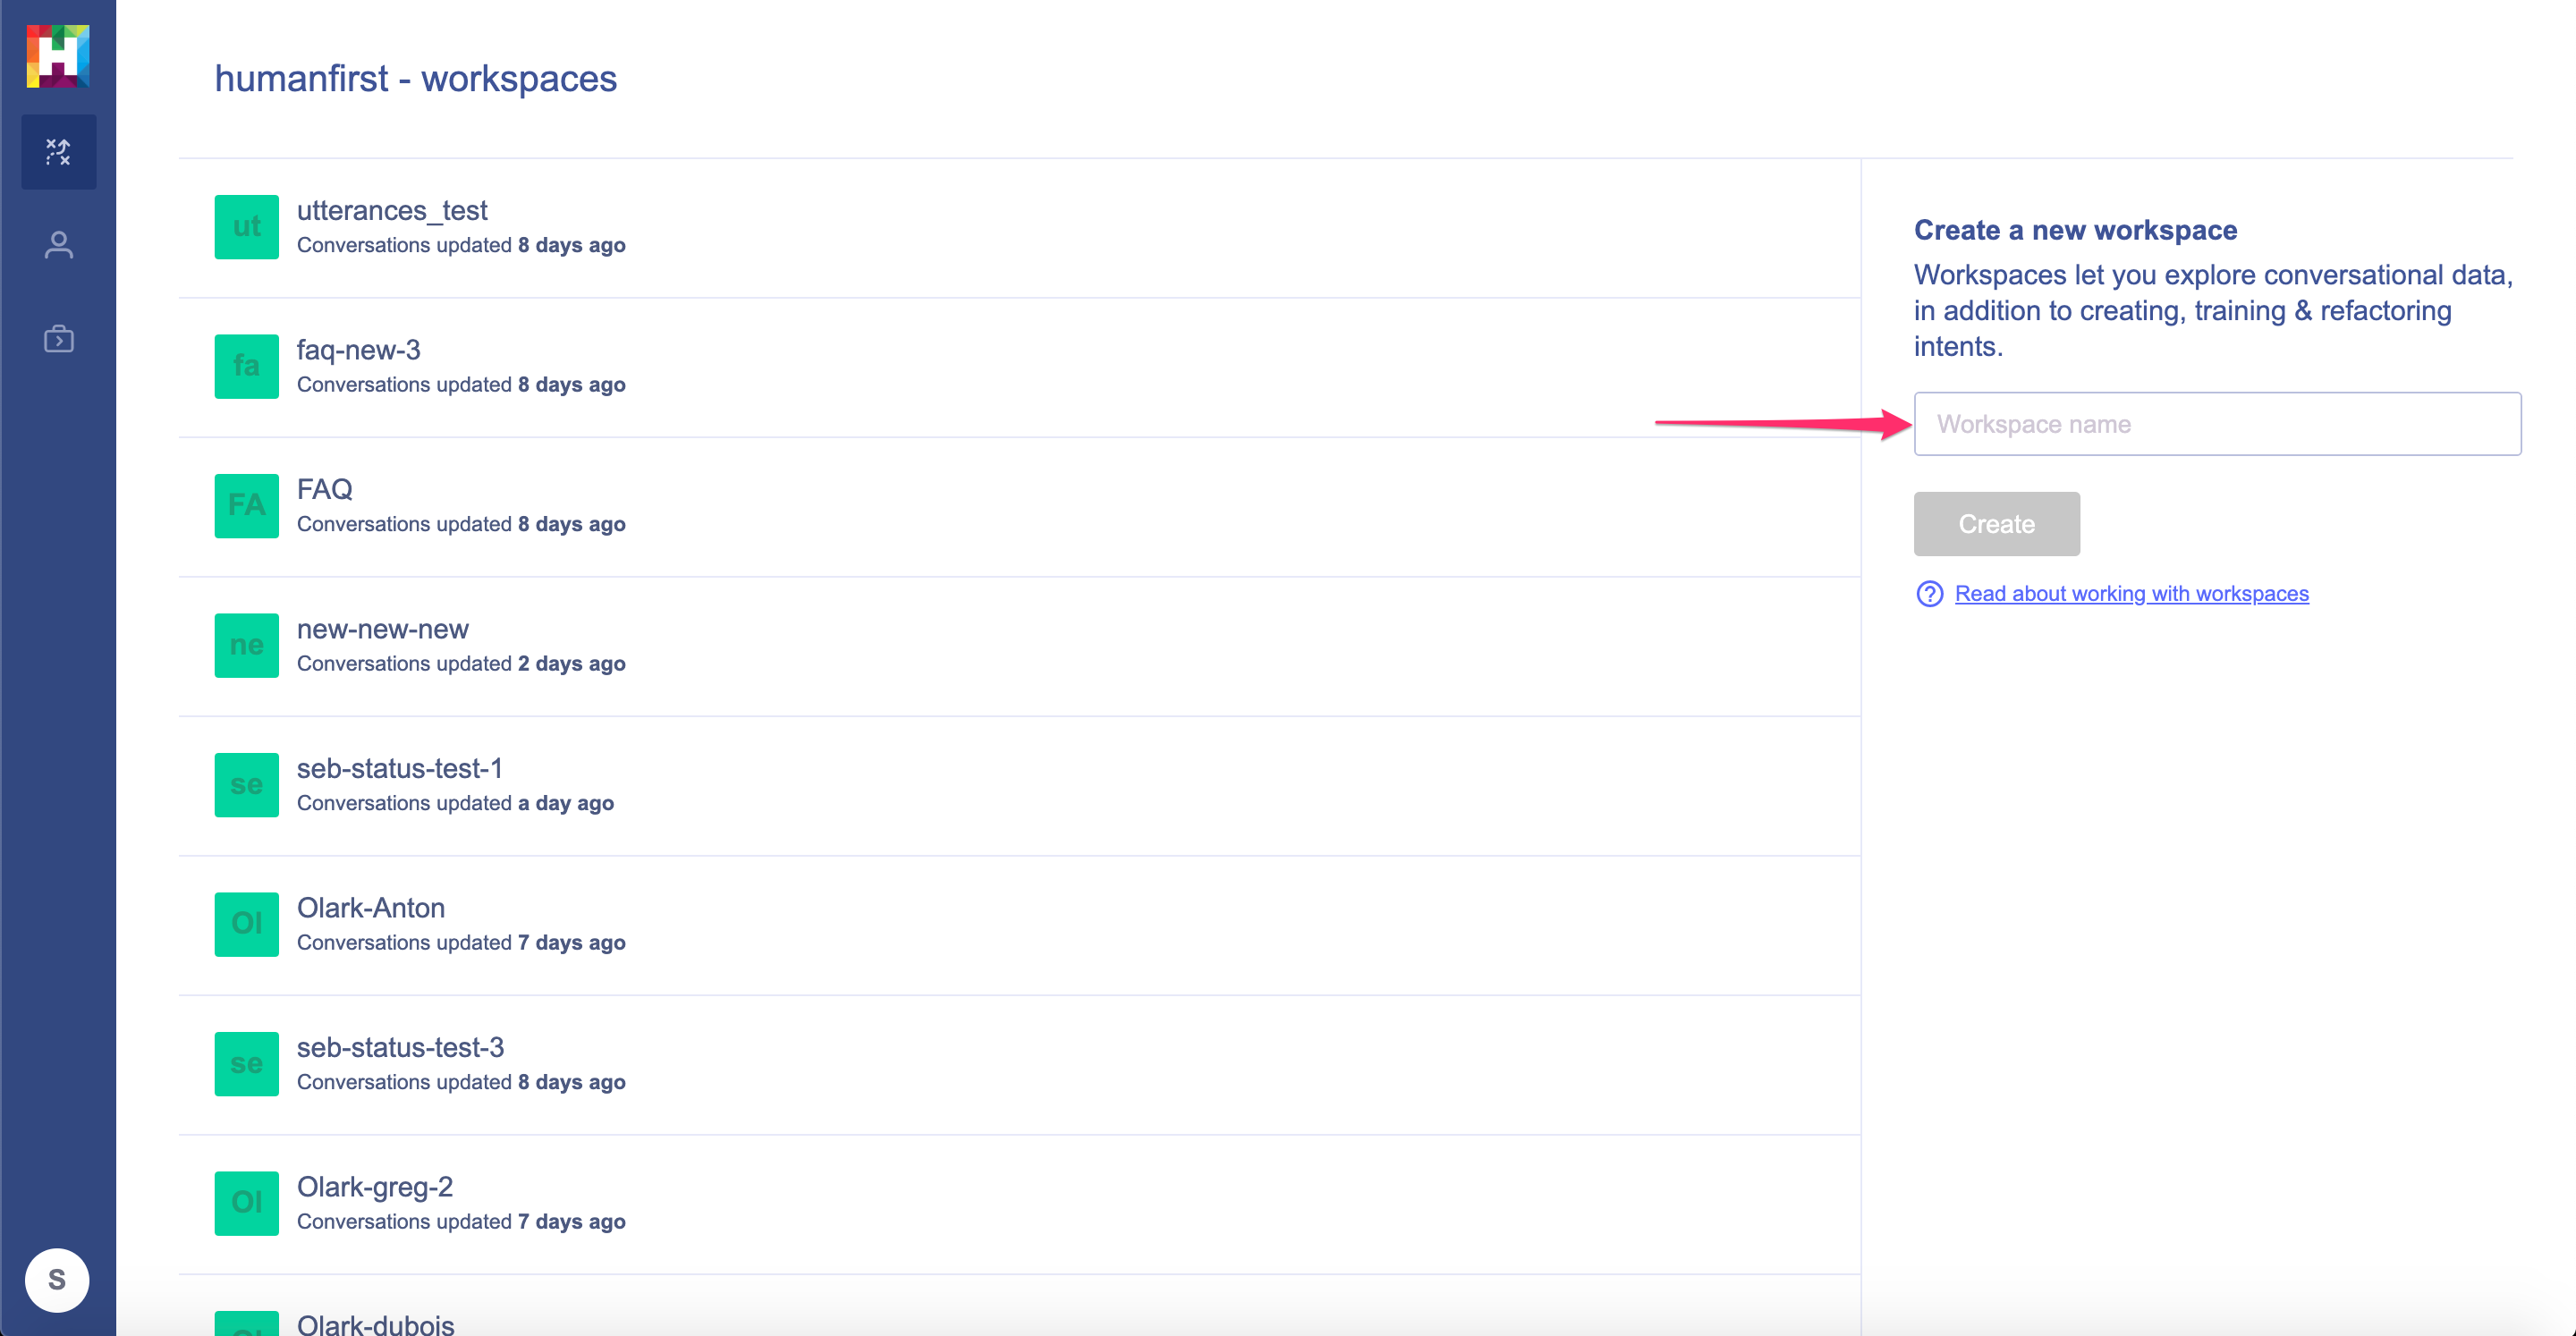 H
humanfirst - workspaces
ut
utterances_test
Conversations updated 8 days ago
fa
faq-new-3
Conversations updated 8 days ago
FA
FAQ
Conversations updated 8 days ago
ne
new-new-new
Conversations updated 2 days ago
se
seb-status-test-1
Conversations updated a day ago
Ol
Olark-Anton
Conversations updated 7 days ago
se
seb-status-test-3
Conversations updated 8 days ago
Ol
Olark-greg-2
Conversations updated 7 days ago
Ol
Olark-dubois
S
Create a new workspace
Workspaces let you explore conversational data,
in addition to creating, training & refactoring
intents.
Workspace name
Create
? Read about working with workspaces